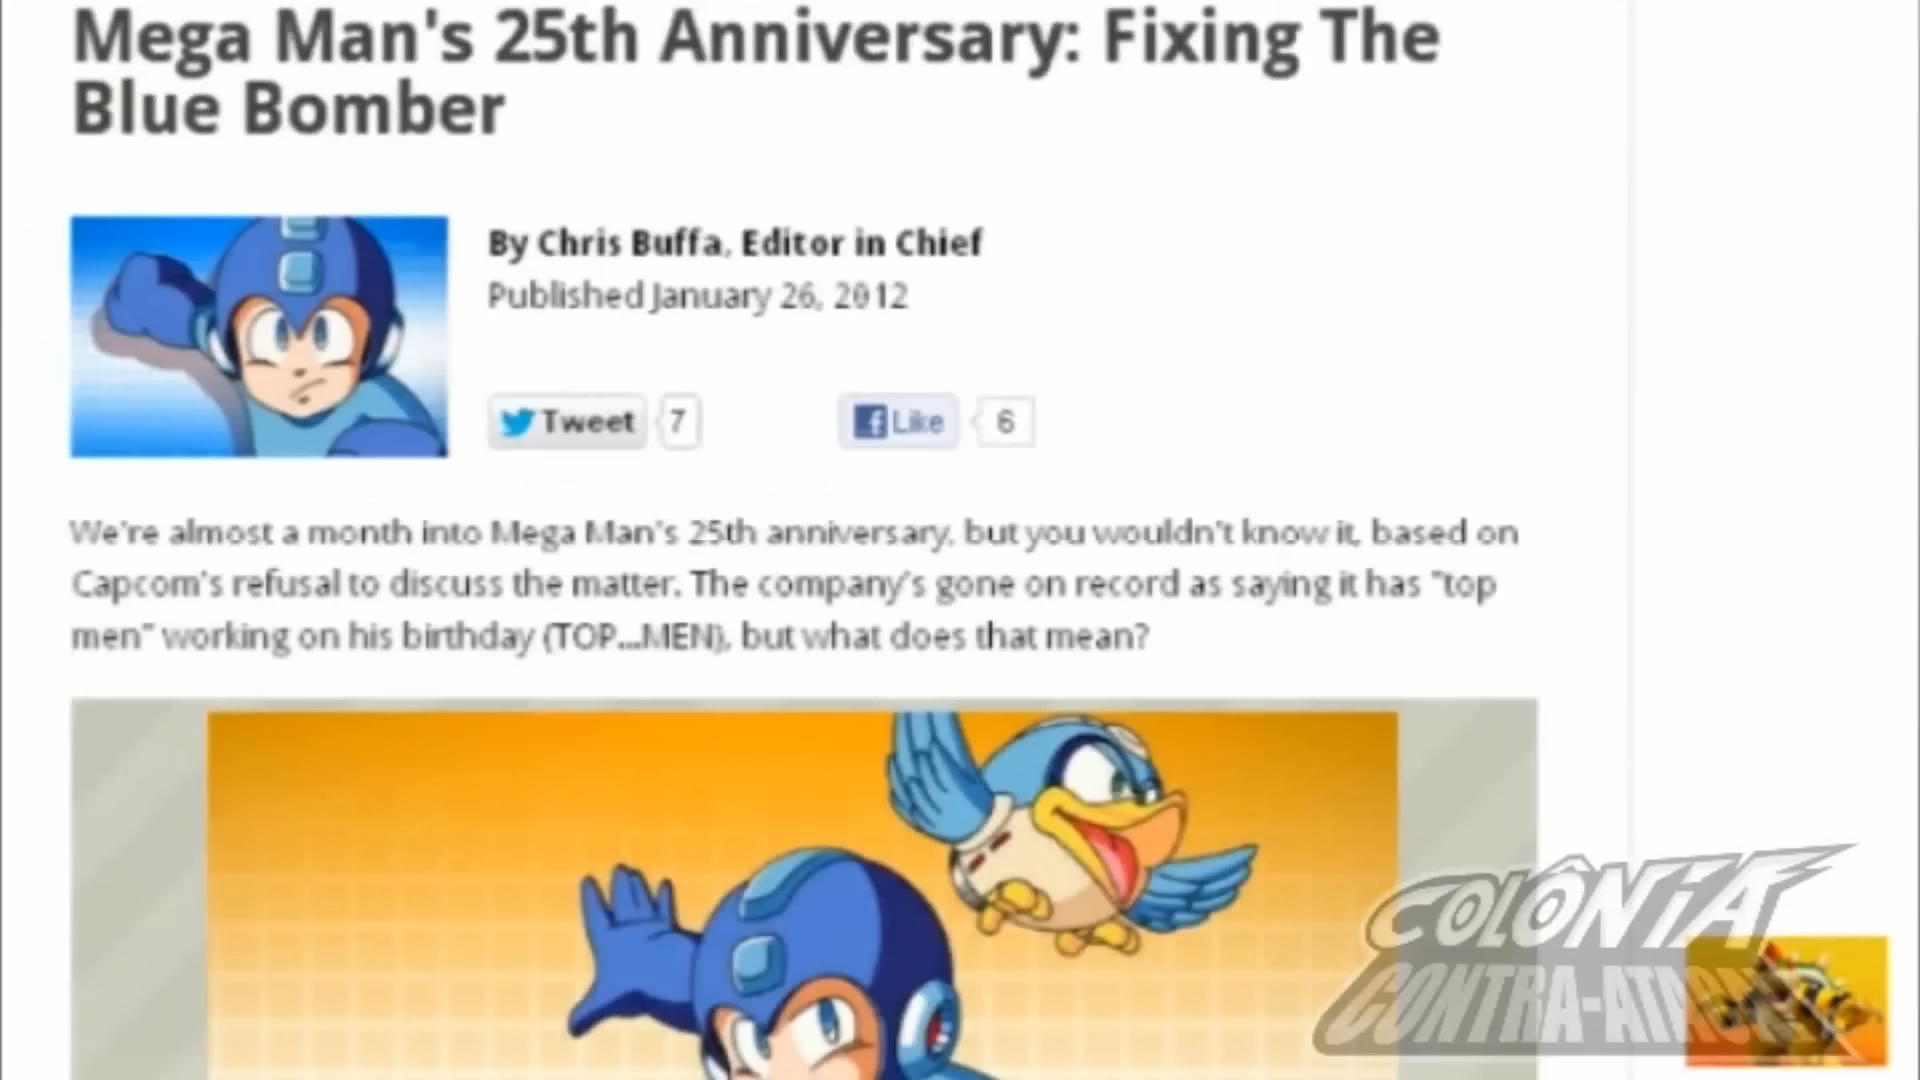 Mega Man's 25th Anniversary: Fixing The
Blue Bomber
By Chris Buffa, Editor in Chief
Published January 26, 2012
Tweet 7 Like 6
We're almost a month into Mega Man's 25th anniversary, but you wouldn't know it, based on
Capcom's refusal to discuss the matter. The company's gone on record as saying it has "top
men" working on his birthday (TOP...MEN), but what does that mean?
COLÔNIA